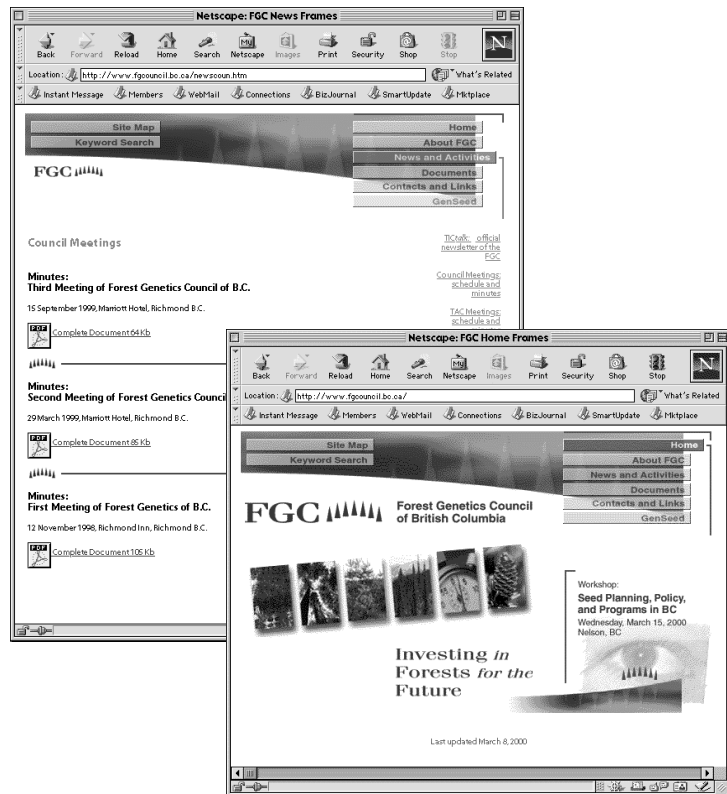 Netscape: FGC News Frames
Back Forward Reload Home Search Netscape Images Print Security Shop Stop
My
N
Location: http://www.fgcouncil.bc.ca/newscoun.htm What's Related
Instant Message Members WebMail Connections BizJournal SmartUpdate Mktplace
Site Map
Keyword Search
Home
About FGC
News and Activities
Documents
Contacts and Links
GenSeed
FGC
Council Meetings
TICtalk: official
newsletter of the
FGC
Council Meetings:
schedule and
minutes
TAC Meetings:
schedule and
Minutes:
Third Meeting of Forest Genetics Council of B.C.
15 September 1999, Marriott Hotel, Richmond B.C.
PDF
Complete Document 64 Kb
Minutes:
Second Meeting of Forest Genetics Council
29 March 1999, Marriott Hotel, Richmond B.C.
PDF
Complete Document 85 Kb
Minutes:
First Meeting of Forest Genetics of B.C.
12 November 1998, Richmond Inn, Richmond B.C.
PDF
Complete Document 105 Kb
Netscape: FGC Home Frames
Back Forward Reload Home Search Netscape Images Print Security Shop Stop
My
N
Location: http://www.fgcouncil.bc.ca/ What's Related
Instant Message Members WebMail Connections BizJournal SmartUpdate Mktplace
Site Map
Keyword Search
Home
About FGC
News and Activities
Documents
Contacts and Links
GenSeed
FGC
Forest Genetics Council
of British Columbia
Workshop:
Seed Planning, Policy,
and Programs in BC
Wednesday, March 15, 2000
Nelson, BC
Investing in
Forests for the
Future
Last updated March 8, 2000